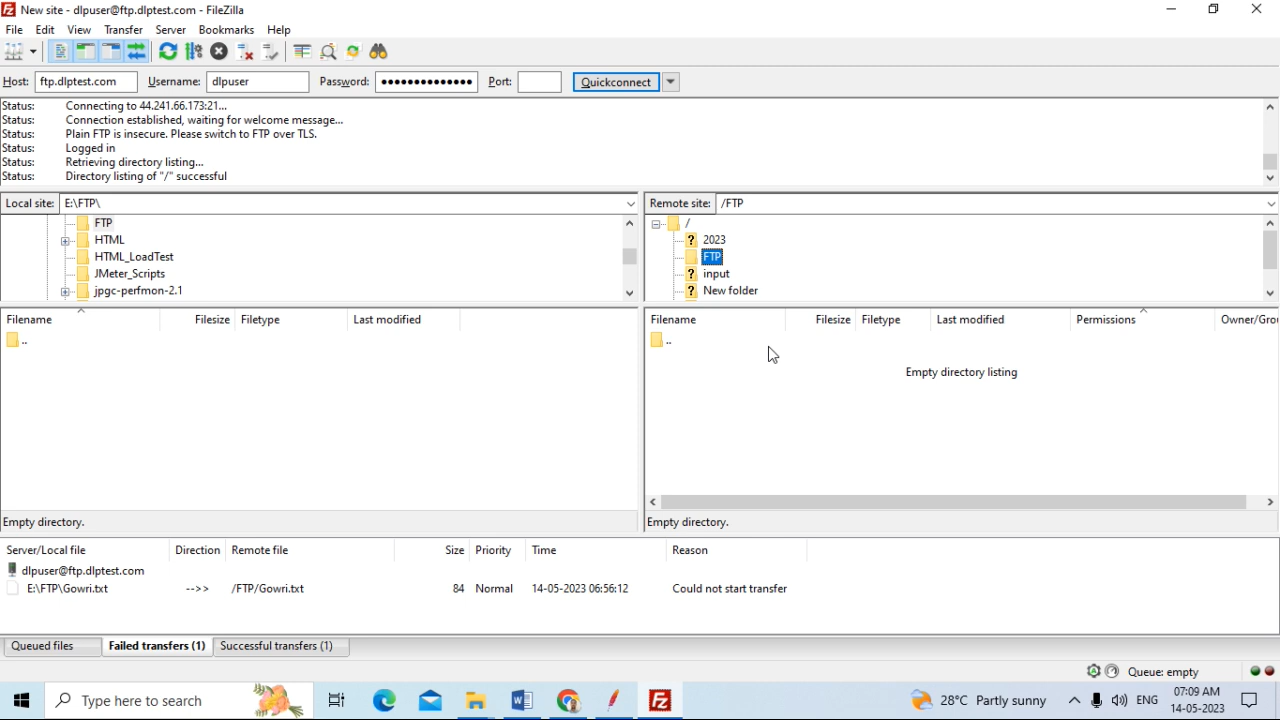 New site - dlpuser@ftp.dlptest.com - FileZilla
File Edit View Transfer Server Bookmarks Help
Host: ftp.dlptest.com Username: dlpuser Password: ●●●●●●●●●●●●●● Port: Quickconnect
Status: Connecting to 44.241.66.173:21...
Status: Connection established, waiting for welcome message...
Status: Plain FTP is insecure. Please switch to FTP over TLS.
Status: Logged in
Status: Retrieving directory listing...
Status: Directory listing of "/" successful
Local site: E:\FTP\
FTP
HTML
HTML_LoadTest
JMeter_Scripts
jpgc-perfmon-2.1
Remote site: /FTP
/
2023
FTP
input
New folder
Filename Filesize Filetype Last modified
..
Empty directory.
Filename Filesize Filetype Last modified Permissions Owner/Gro
..
Empty directory listing
Empty directory.
Server/Local file Direction Remote file Size Priority Time Reason
dlpuser@ftp.dlptest.com
E:\FTP\Gowri.txt -->> /FTP/Gowri.txt 84 Normal 14-05-2023 06:56:12 Could not start transfer
Queued files Failed transfers (1) Successful transfers (1)
Queue: empty
Type here to search 28°C Partly sunny ENG 07:09 AM
14-05-2023